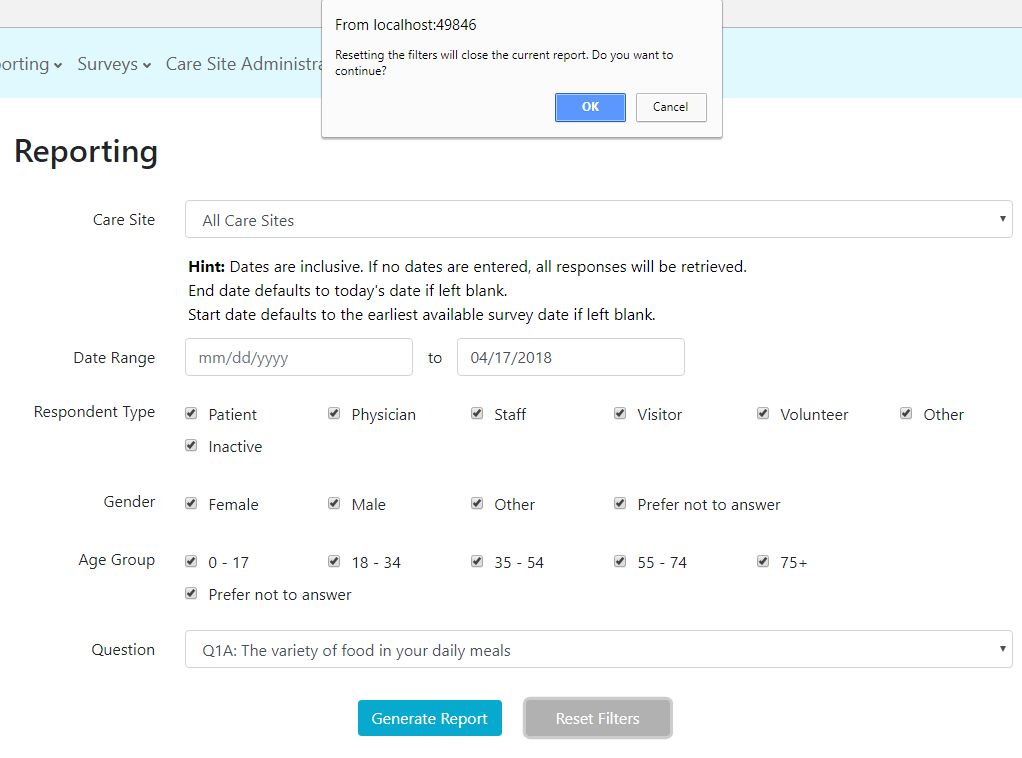 From localhost:49846
Resetting the filters will close the current report. Do you want to
continue?
OK Cancel
orting Surveys Care Site Administra
Reporting
Care Site All Care Sites
Hint: Dates are inclusive. If no dates are entered, all responses will be retrieved.
End date defaults to today's date if left blank.
Start date defaults to the earliest available survey date if left blank.
Date Range mm/dd/yyyy to 04/17/2018
Respondent Type Patient Physician Staff Visitor Volunteer Other
Inactive
Gender Female Male Other Prefer not to answer
Age Group 0 - 17 18 - 34 35 - 54 55 - 74 75+
Prefer not to answer
Question Q1A: The variety of food in your daily meals
Generate Report Reset Filters